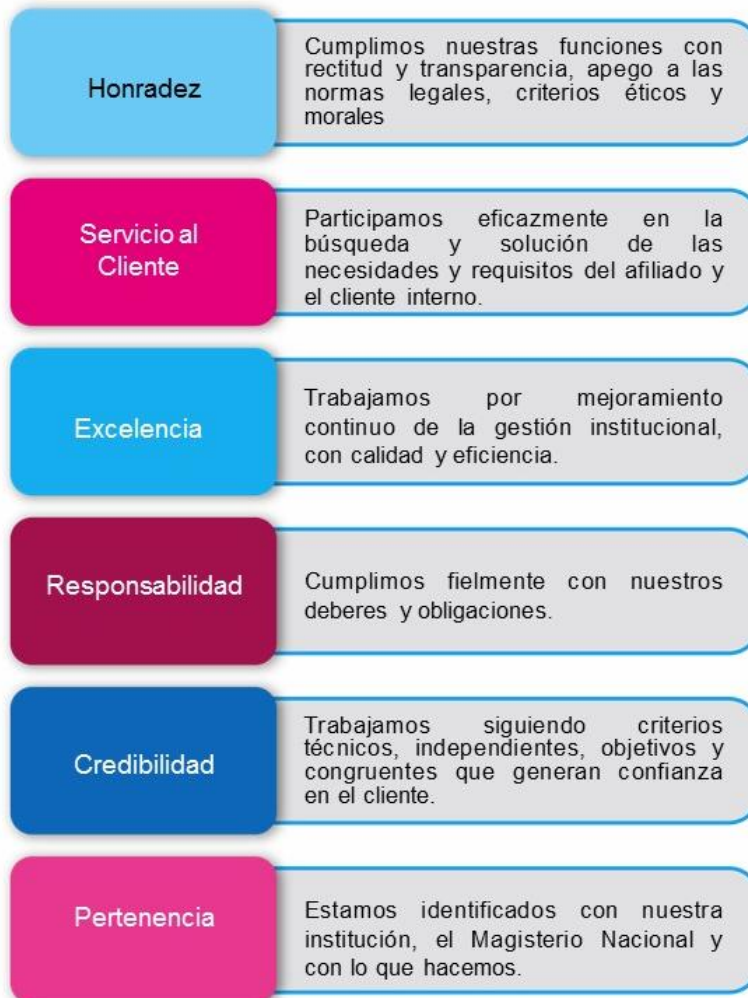 Honradez
Cumplimos nuestras funciones con
rectitud y transparencia, apego a las
normas legales, criterios éticos y
morales
Servicio al
Cliente
Participamos eficazmente en la
búsqueda y solución de las
necesidades y requisitos del afiliado y
el cliente interno.
Excelencia
Trabajamos por mejoramiento
continuo de la gestión institucional,
con calidad y eficiencia.
Responsabilidad
Cumplimos fielmente con nuestros
deberes y obligaciones.
Credibilidad
Trabajamos siguiendo criterios
técnicos, independientes, objetivos y
congruentes que generan confianza
en el cliente.
Pertenencia
Estamos identificados con nuestra
institución, el Magisterio Nacional y
con lo que hacemos.